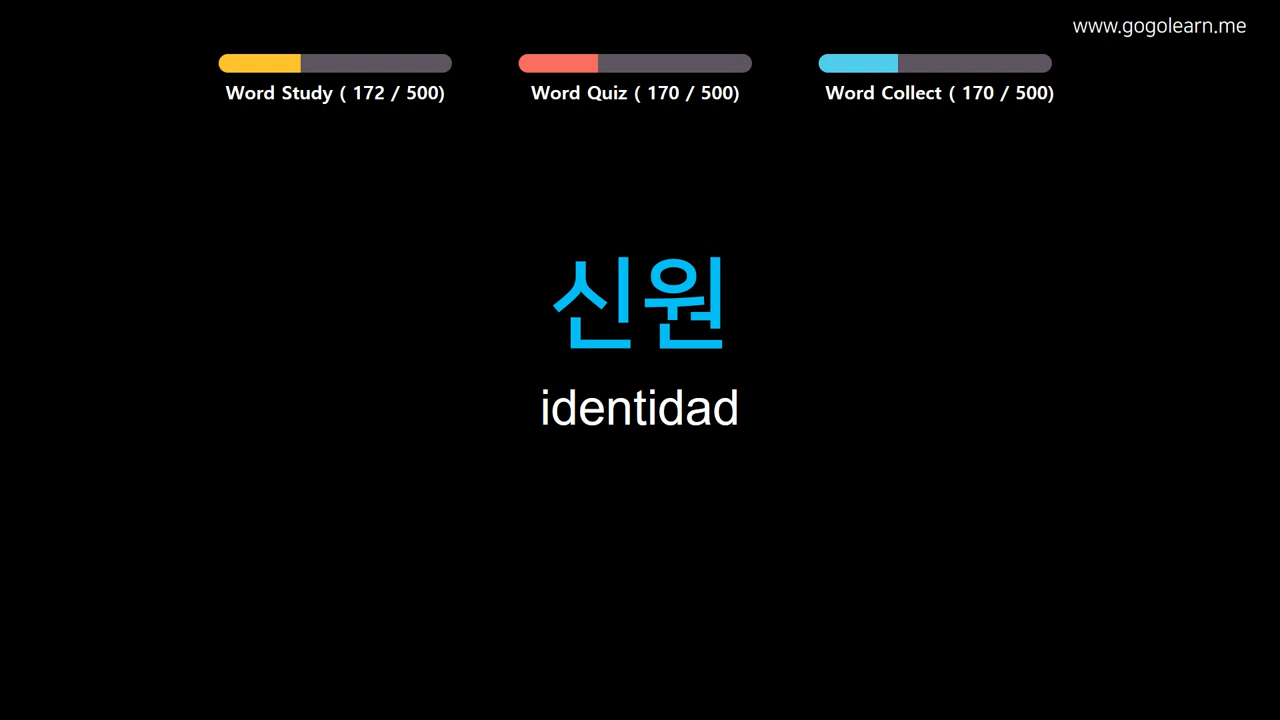 www.gogolearn.me
Word Study ( 172 / 500)
Word Quiz ( 170 / 500)
Word Collect ( 170 / 500)
신원
identidad